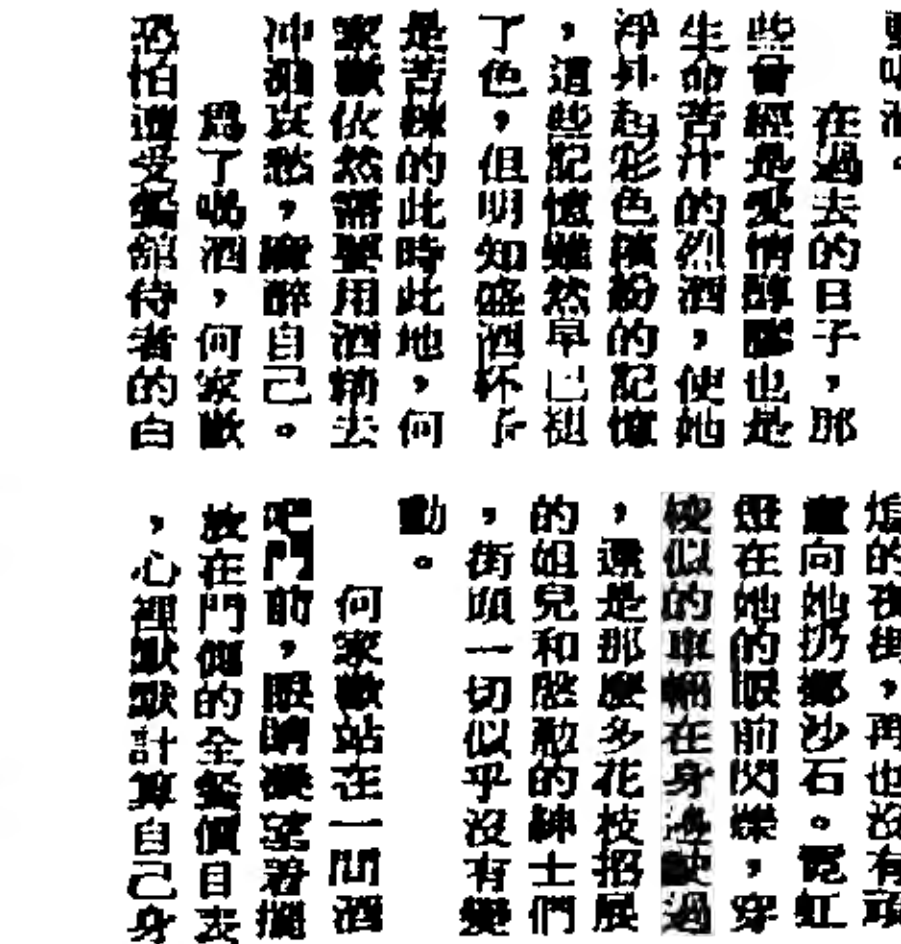 喝酒。
在過去的日子，那
些曾經是愛情醇醪也是
生命苦汁的烈酒，使她
浮升起彩色繽紛的記憶
，這些記憶雖然早已褪
了色，但明知盛酒杯子
是苦楝的此時此地，何
家歡依然需要用酒精去
沖哀愁，麻醉自己。
爲了喝酒，何家歡
恐怕遭受餐館侍者的白
的夜街，再也沒有頑
童向她扔擲沙石。霓虹
燈在她的眼前閃爍，穿
梭似的車輛在身邊駛過
，還是那麼多花枝招展
的姐兒和慇懃的紳士們
，街頭一切似乎沒有變
動。
何家歡站在一間酒
吧門前，眼睛凝望着擱
放在門側的全餐價目表
，心裡默默計算自己身